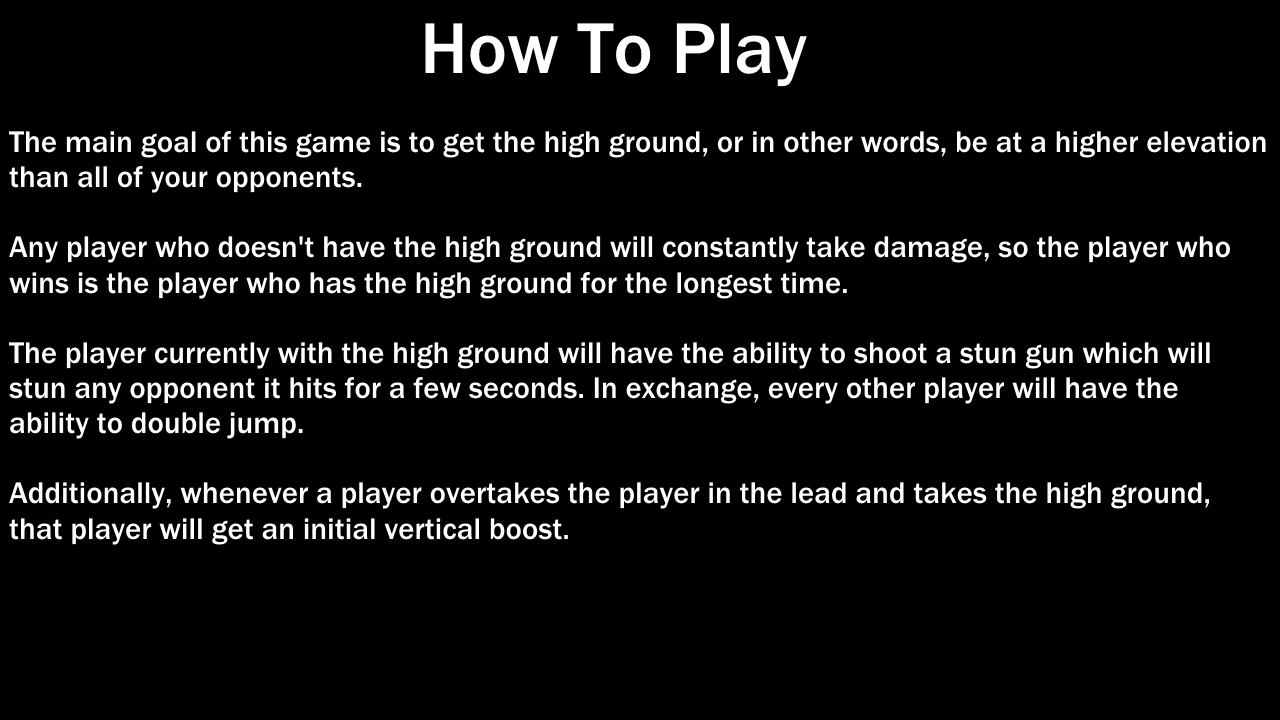 How To Play
The main goal of this game is to get the high ground, or in other words, be at a higher elevation
than all of your opponents.
Any player who doesn't have the high ground will constantly take damage, so the player who
wins is the player who has the high ground for the longest time.
The player currently with the high ground will have the ability to shoot a stun gun which will
stun any opponent it hits for a few seconds. In exchange, every other player will have the
ability to double jump.
Additionally, whenever a player overtakes the player in the lead and takes the high ground,
that player will get an initial vertical boost.